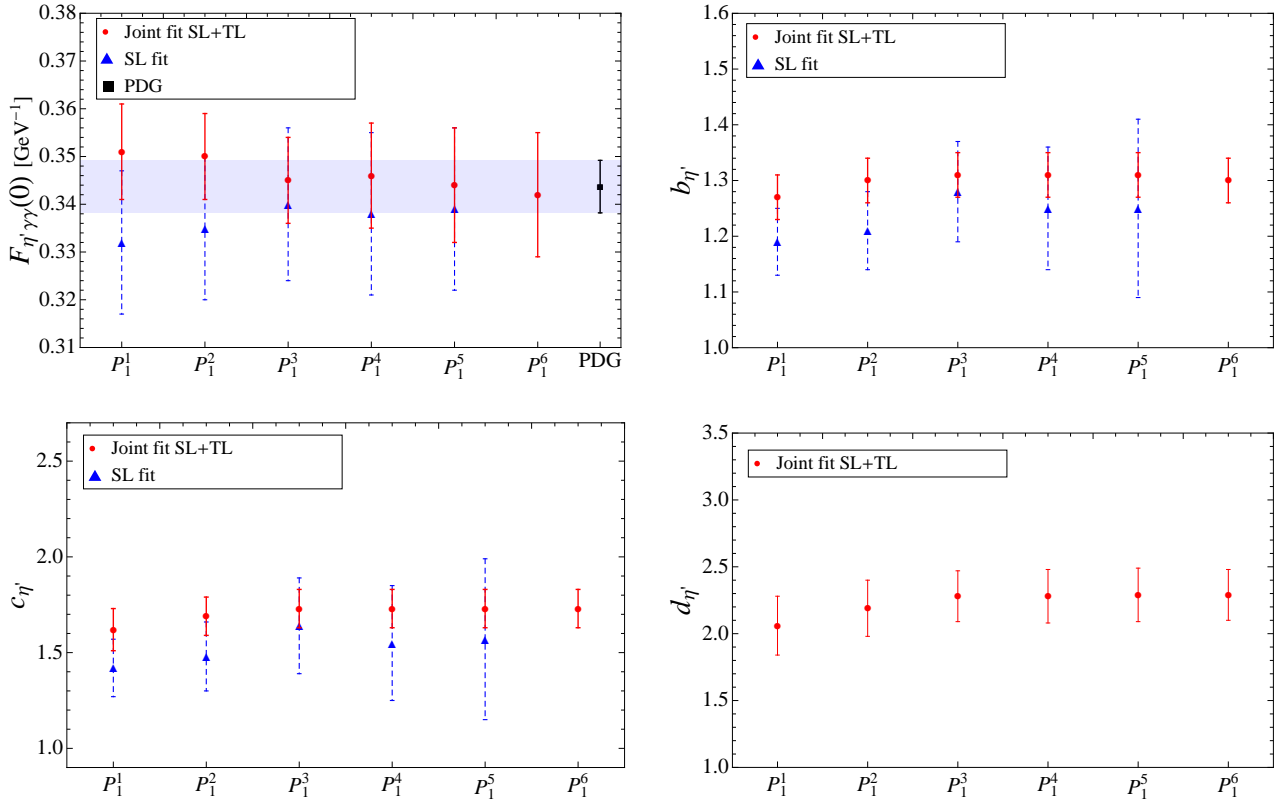 0.38
0.37
0.36
0.35
0.34
0.33
0.32
0.31
F_{η′γγ}(0) [GeV⁻¹]
Joint fit SL+TL
SL fit
PDG
P_1^1 P_1^2 P_1^3 P_1^4 P_1^5 P_1^6 PDG
1.6
1.5
1.4
1.3
1.2
1.1
1.0
b_{η′}
Joint fit SL+TL
SL fit
P_1^1 P_1^2 P_1^3 P_1^4 P_1^5 P_1^6
2.5
2.0
1.5
1.0
c_{η′}
Joint fit SL+TL
SL fit
P_1^1 P_1^2 P_1^3 P_1^4 P_1^5 P_1^6
3.5
3.0
2.5
2.0
1.5
1.0
d_{η′}
Joint fit SL+TL
P_1^1 P_1^2 P_1^3 P_1^4 P_1^5 P_1^6